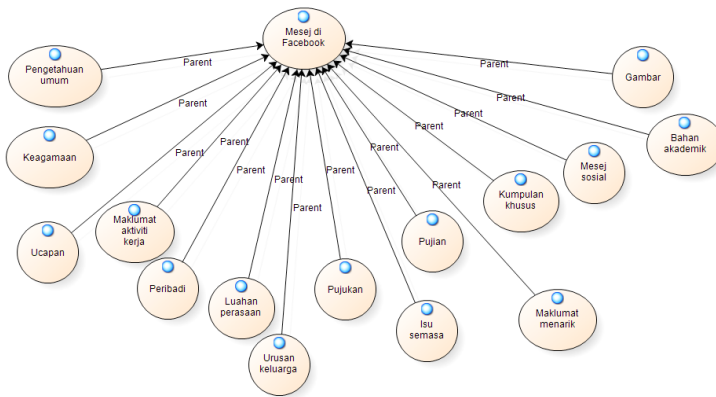 Mesej di
Facebook
Parent
Parent
Pengetahuan
umum
Parent
Gambar
Parent
Parent
Parent
Parent
Bahan
akademik
Keagamaan
Parent
Parent
Parent
Mesej
sosial
Parent
Parent
Parent
Parent
Parent
Kumpulan
khusus
Maklumat
aktiviti
kerja
Pujian
Ucapan
Peribadi
Luahan
perasaan
Pujukan
Maklumat
menarik
Isu
semasa
Urusan
keluarga